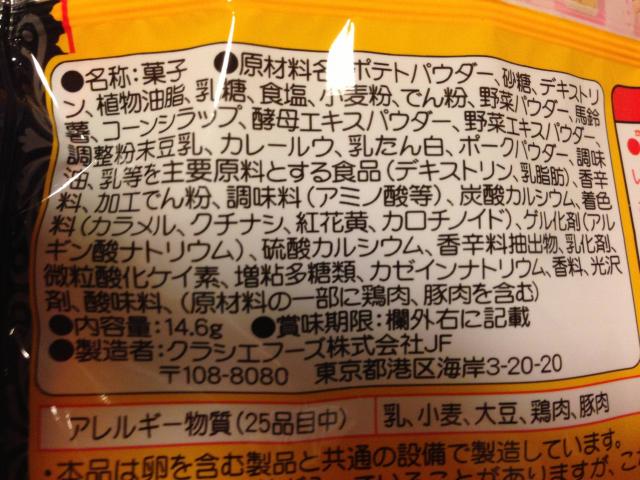 ●名称:菓子 ●原材料名:ポテトパウダー、砂糖、デキストリ
ン、植物油脂、乳糖、食塩、小麦粉、でん粉、野菜パウダー、馬鈴
薯、コーンシラップ、酵母エキスパウダー、野菜エキスパウダー、
調整粉末豆乳、カレールウ、乳たん白、ポークパウダー、調味
油、乳等を主要原料とする食品(デキストリン、乳脂肪)、香辛
料、加工でん粉、調味料(アミノ酸等)、炭酸カルシウム、着色
料(カラメル、クチナシ、紅花黄、カロチノイド)、ゲル化剤(アル
ギン酸ナトリウム)、硫酸カルシウム、香辛料抽出物、乳化剤、
微粒酸化ケイ素、増粘多糖類、カゼインナトリウム、香料、光沢
剤、酸味料、(原材料の一部に鶏肉、豚肉を含む)
●内容量:14.6g ●賞味期限:欄外右に記載
●製造者:クラシエフーズ株式会社JF
〒108-8080 東京都港区海岸3-20-20
アレルギー物質(25品目中) 乳、小麦、大豆、鶏肉、豚肉
・本品は卵を含む製品と共通の設備で製造しています。
ていることがありますが、こ